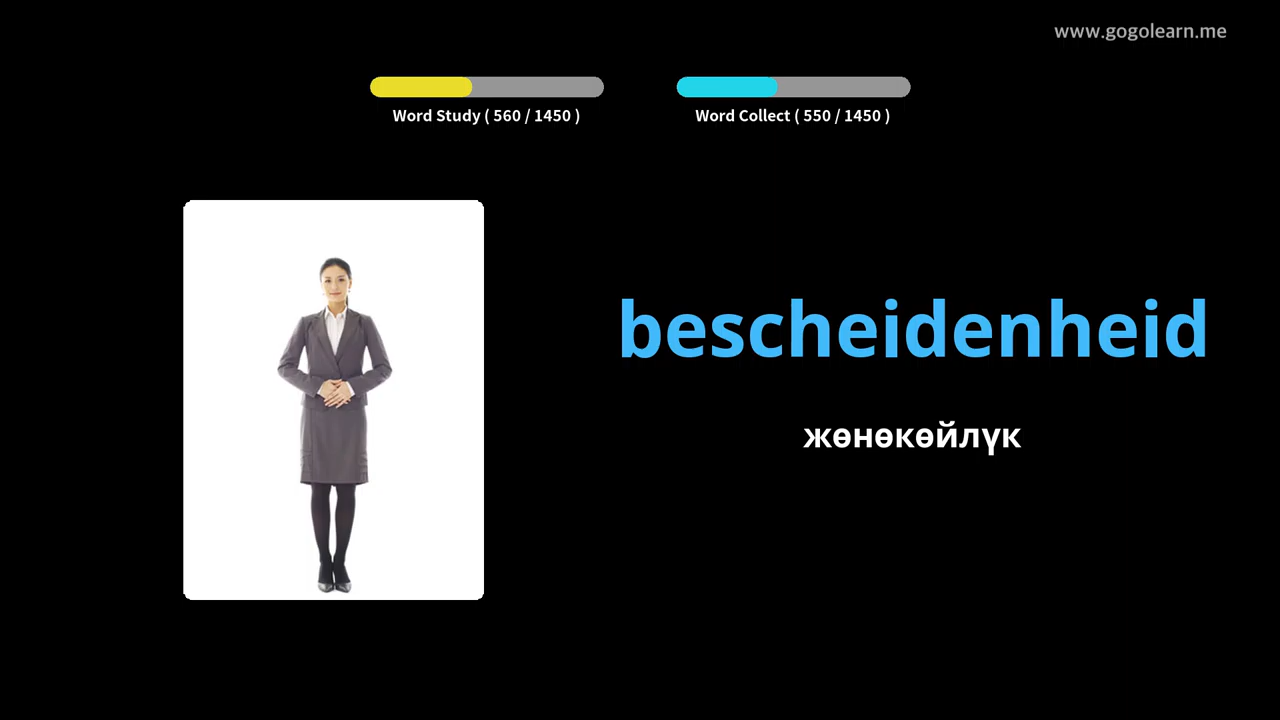 www.gogolearn.me
Word Study ( 560 / 1450 )
Word Collect ( 550 / 1450 )
bescheidenheid
жөнөкөйлүк